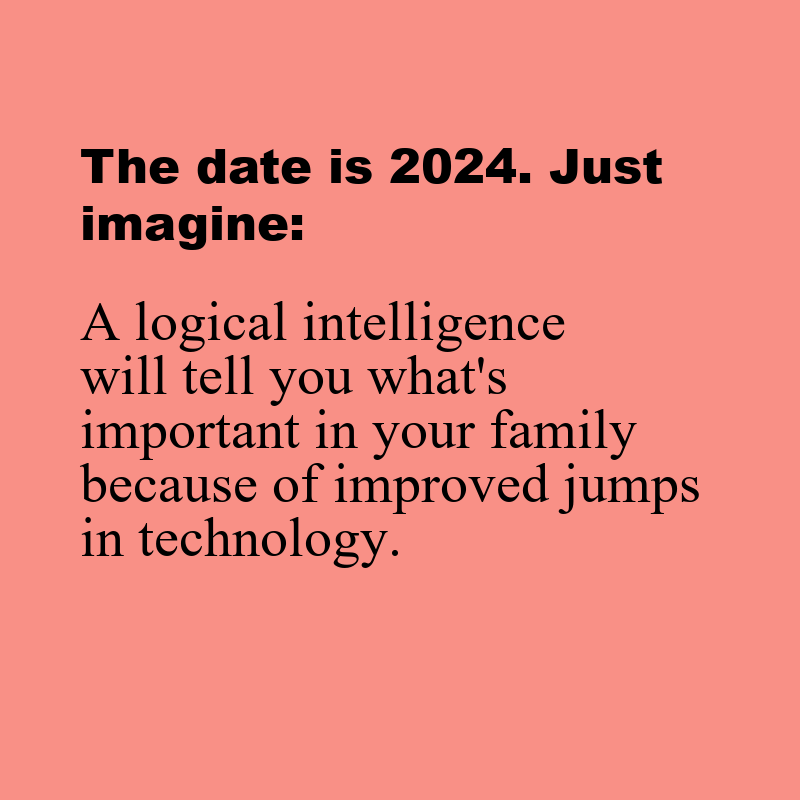 The date is 2024. Just
imagine:
A logical intelligence
will tell you what's
important in your family
because of improved jumps
in technology.